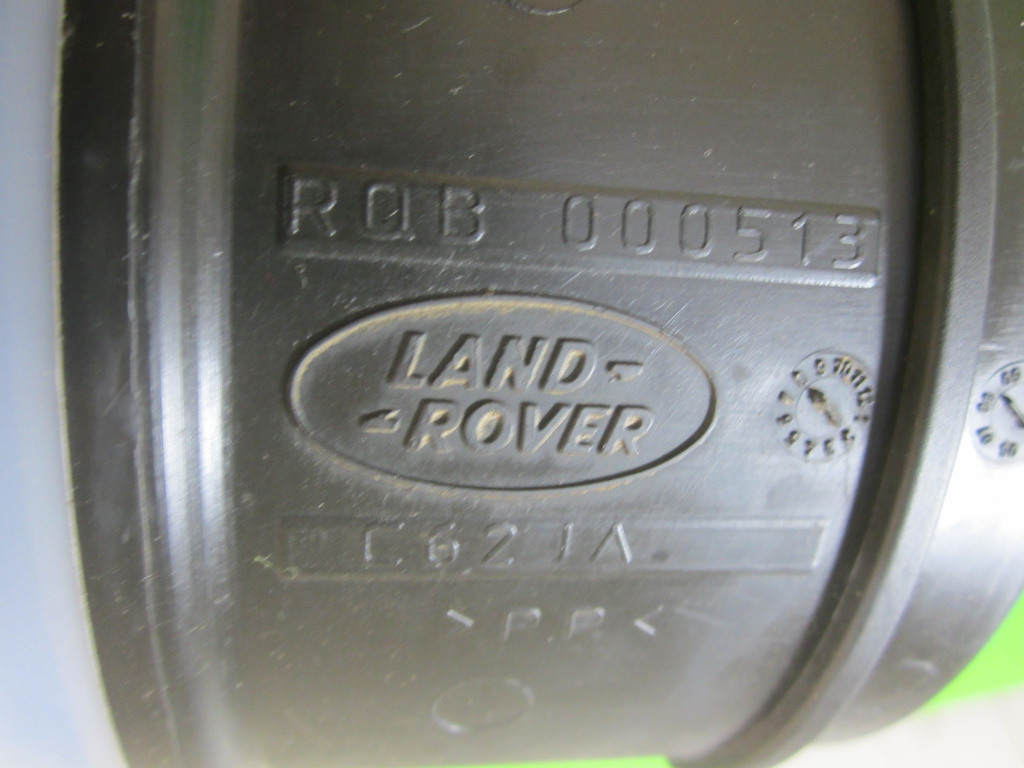 RQB 000513
LAND-
-ROVER
C621A
>PP<